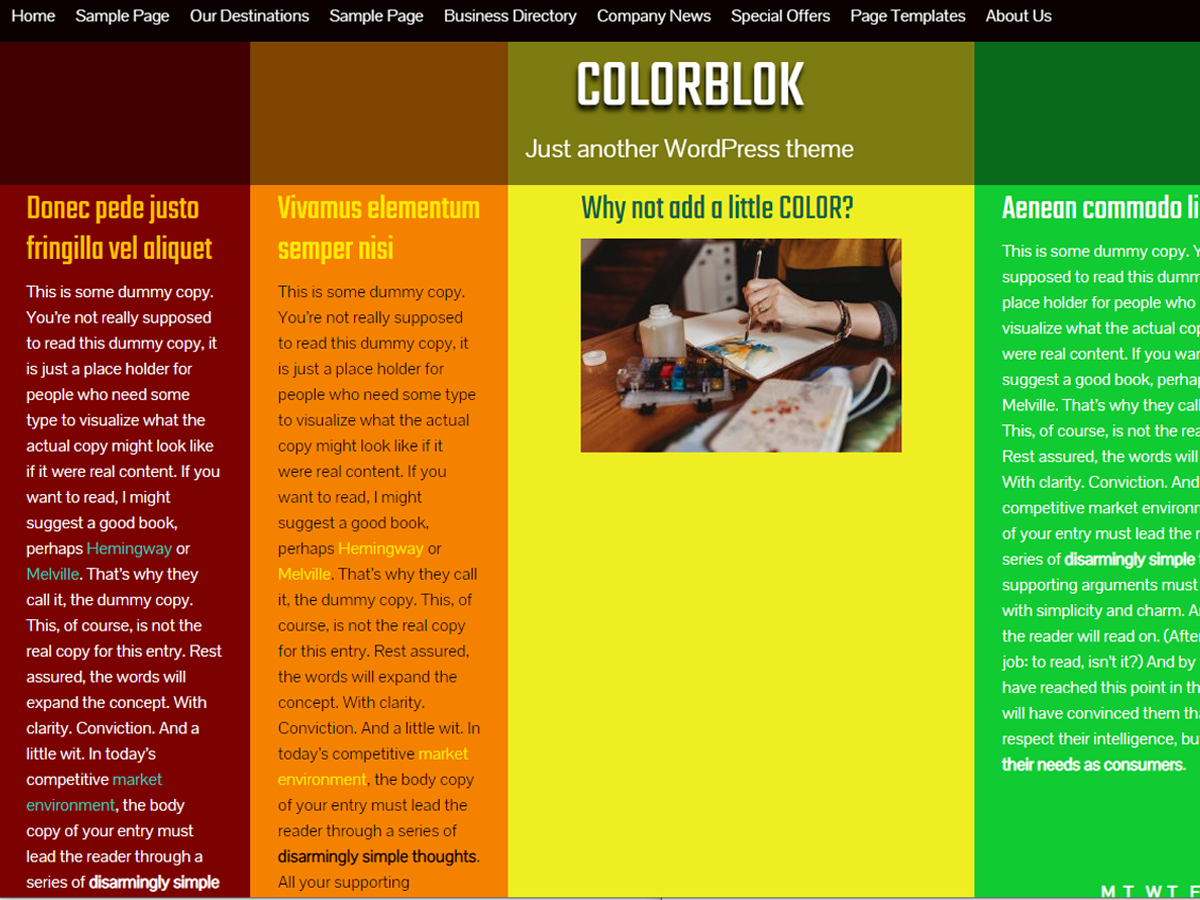 Home Sample Page Our Destinations Sample Page Business Directory Company News Special Offers Page Templates About Us
COLORBLOK
Just another WordPress theme
Donec pede justo
fringilla vel aliquet
This is some dummy copy.
You're not really supposed
to read this dummy copy, it
is just a place holder for
people who need some
type to visualize what the
actual copy might look like
if it were real content. If you
want to read, I might
suggest a good book,
perhaps Hemingway or
Melville. That's why they
call it, the dummy copy.
This, of course, is not the
real copy for this entry. Rest
assured, the words will
expand the concept. With
clarity. Conviction. And a
little wit. In today's
competitive market
environment, the body
copy of your entry must
lead the reader through a
series of disarmingly simple
Vivamus elementum
semper nisi
This is some dummy copy.
You're not really supposed
to read this dummy copy, it
is just a place holder for
people who need some type
to visualize what the actual
copy might look like if it
were real content. If you
want to read, I might
suggest a good book,
perhaps Hemingway or
Melville. That's why they call
it, the dummy copy. This, of
course, is not the real copy
for this entry. Rest assured,
the words will expand the
concept. With clarity.
Conviction. And a little wit. In
today's competitive market
environment, the body copy
of your entry must lead the
reader through a series of
disarmingly simple thoughts.
All your supporting
Why not add a little COLOR?
Aenean commodo li
This is some dummy copy. Y
supposed to read this dumm
place holder for people who
visualize what the actual cop
were real content. If you wan
suggest a good book, perhap
Melville. That's why they call
This, of course, is not the rea
Rest assured, the words will
With clarity. Conviction. And
competitive market environm
of your entry must lead the r
series of disarmingly simple
supporting arguments must
with simplicity and charm. A
the reader will read on. (After
job: to read, isn't it?) And by
have reached this point in th
will have convinced them tha
respect their intelligence, bu
their needs as consumers.
M T W T F